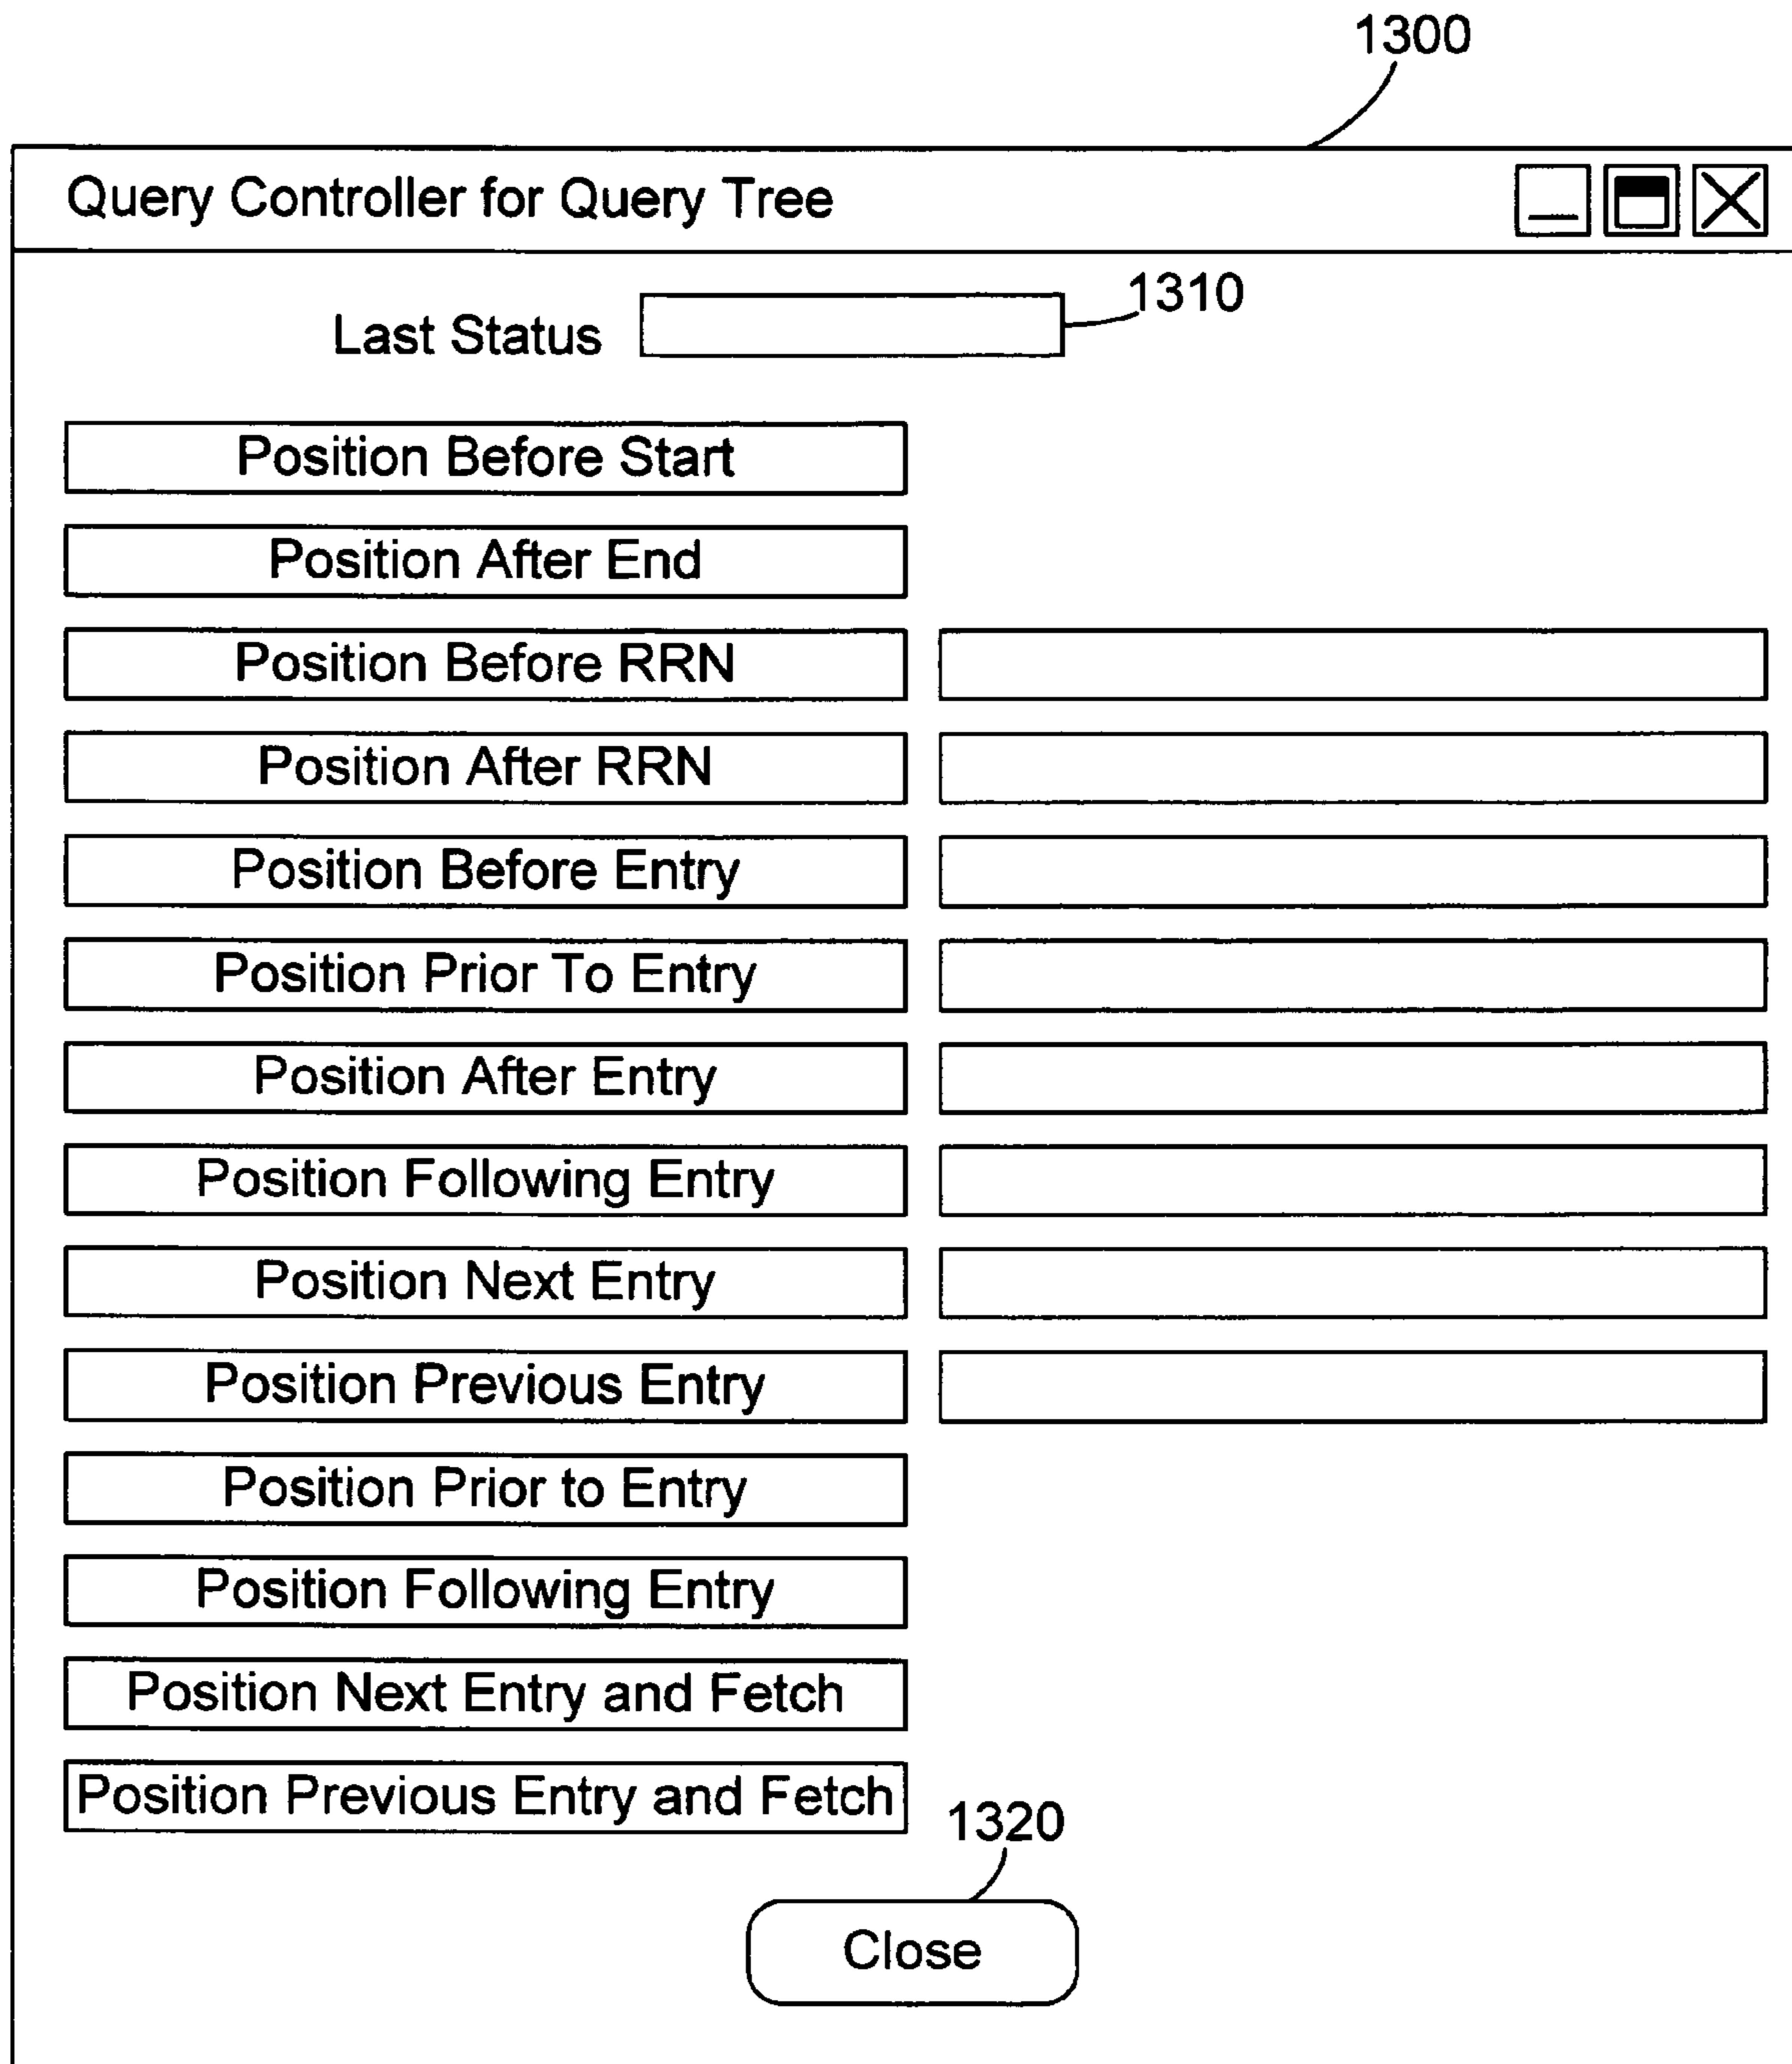 1300
Query Controller for Query Tree
1310
Last Status
Position Before Start
Position After End
Position Before RRN
Position After RRN
Position Before Entry
Position Prior To Entry
Position After Entry
Position Following Entry
Position Next Entry
Position Previous Entry
Position Prior to Entry
Position Following Entry
Position Next Entry and Fetch
Position Previous Entry and Fetch
1320
Close